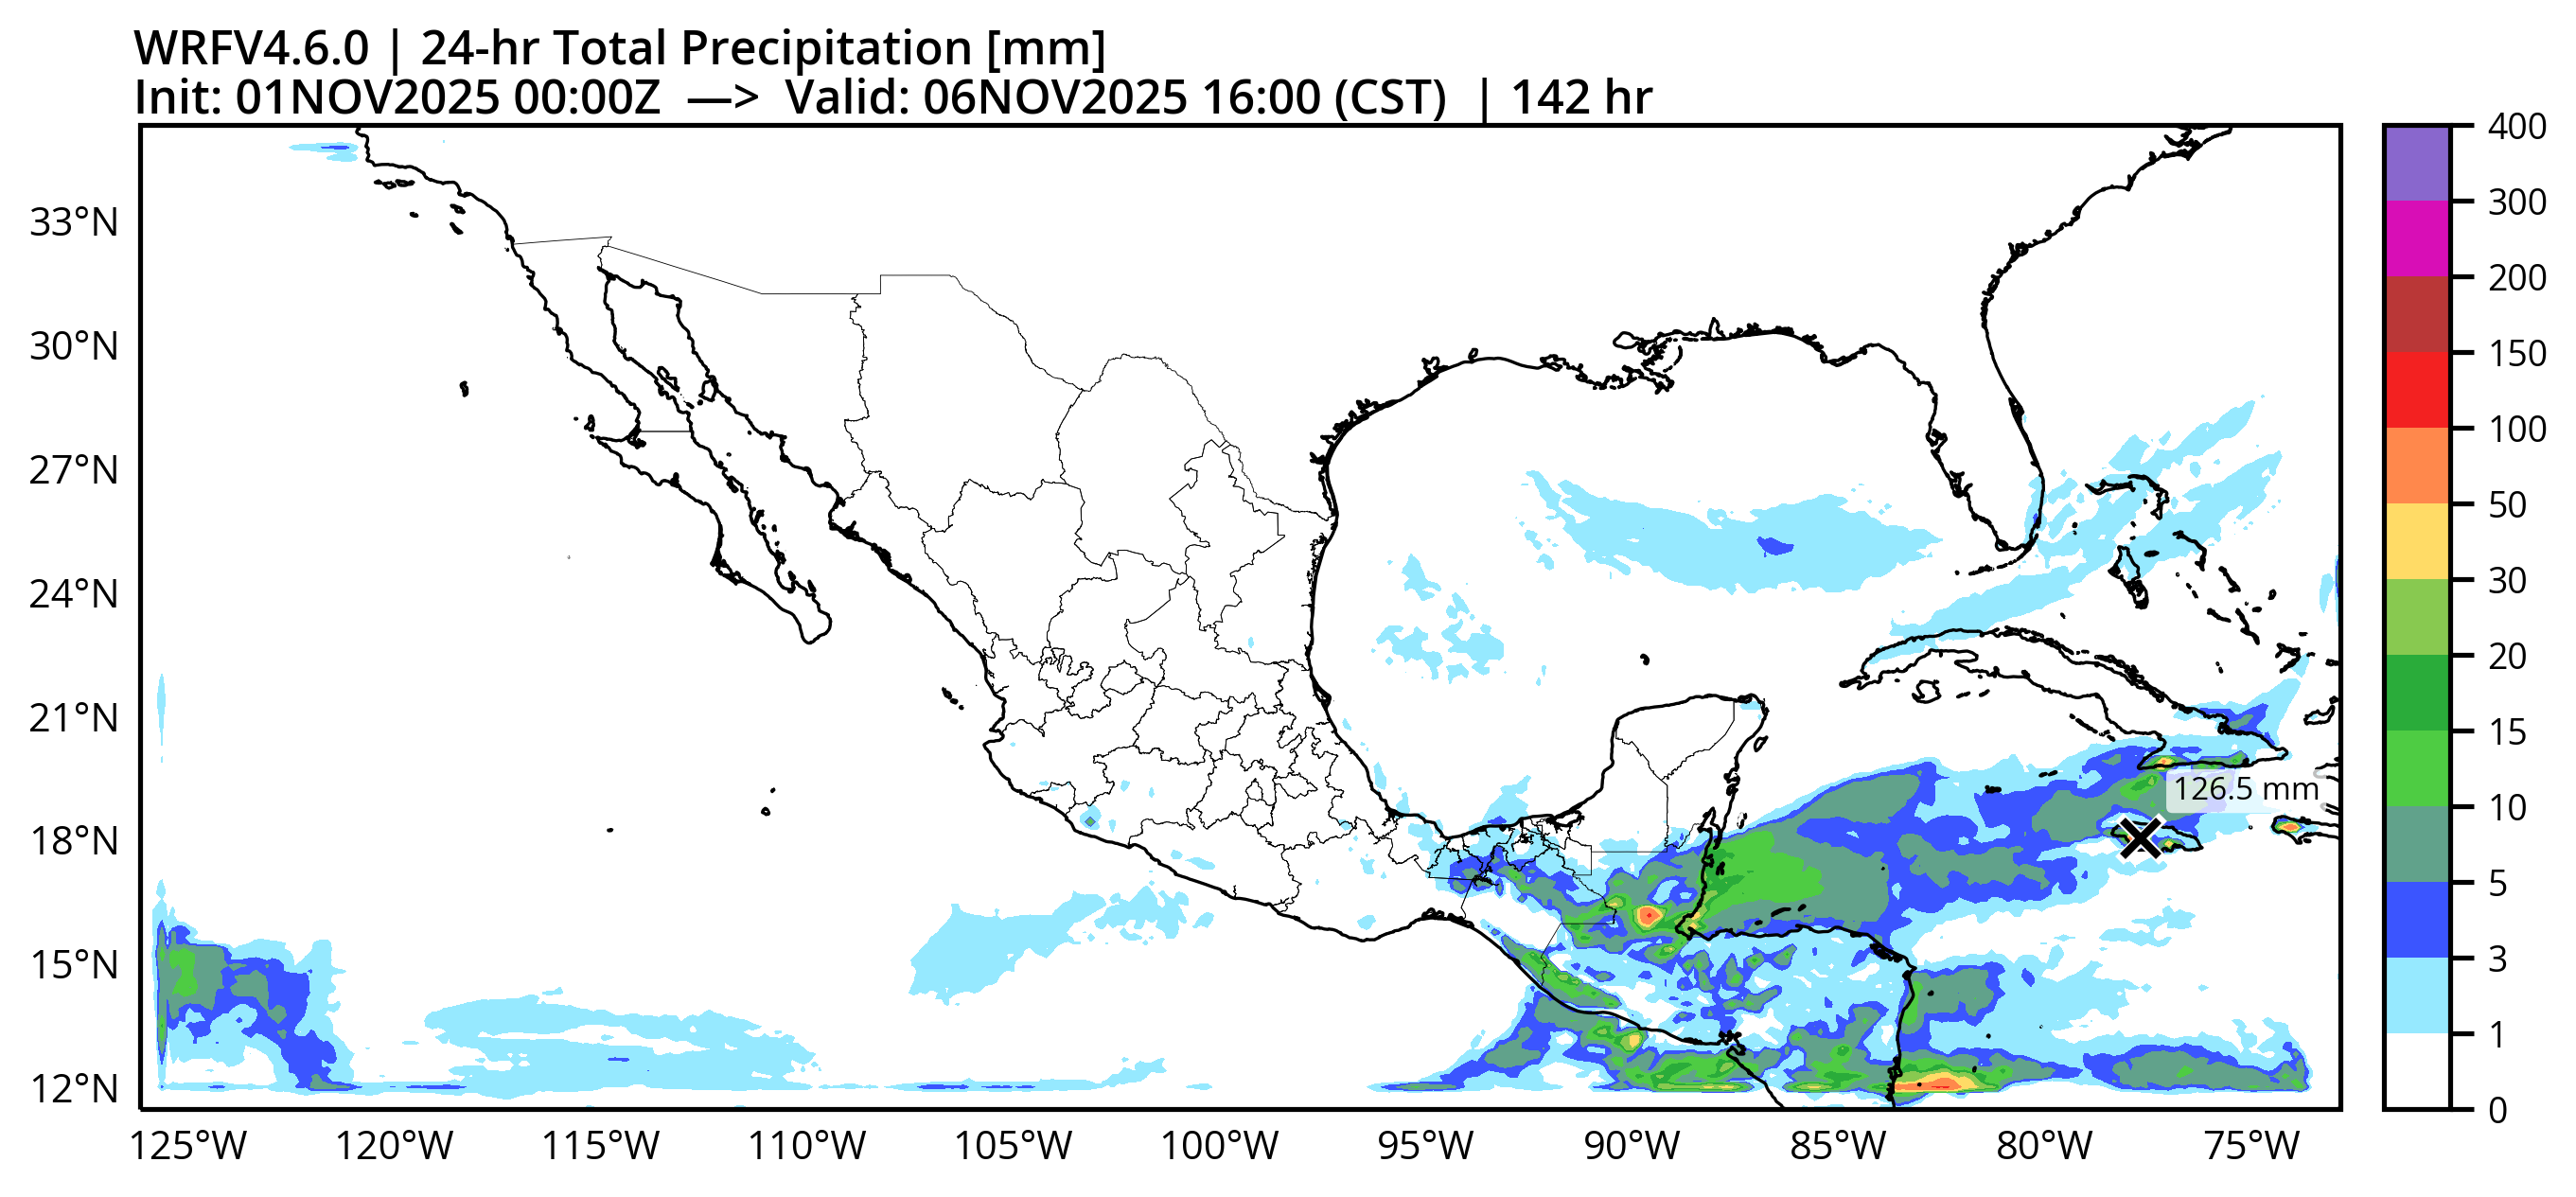 WRFV4.6.0 | 24-hr Total Precipitation [mm]
Init: 01NOV2025 00:00Z —> Valid: 06NOV2025 16:00 (CST) | 142 hr
33°N
30°N
27°N
24°N
21°N
18°N
15°N
12°N
125°W 120°W 115°W 110°W 105°W 100°W 95°W 90°W 85°W 80°W 75°W
126.5 mm
400
300
200
150
100
50
30
20
15
10
5
3
1
0